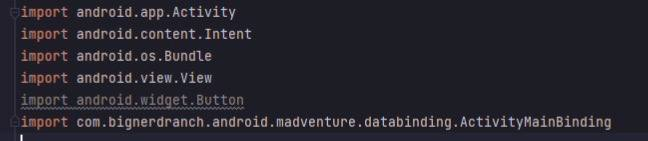 import android.app.Activity
import android.content.Intent
import android.os.Bundle
import android.view.View
import android.widget.Button
import com.bignerdranch.android.madventure.databinding.ActivityMainBinding